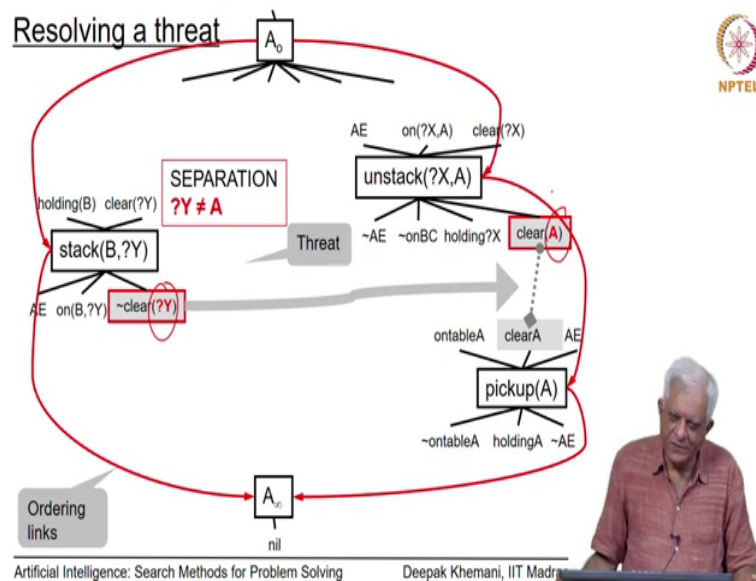 Resolving a threat
A₀
NPTEL
AE on(?X,A) clear(?X)
unstack(?X,A)
SEPARATION
?Y ≠ A
holding(B) clear(?Y)
stack(B,?Y)
Threat
~AE ~onBC holding?X clear(A)
AE on(B,?Y) ~clear(?Y)
ontableA clearA AE
pickup(A)
~ontableA holdingA ~AE
Ordering
links
A∞
nil
Artificial Intelligence: Search Methods for Problem Solving Deepak Khemani, IIT Madras